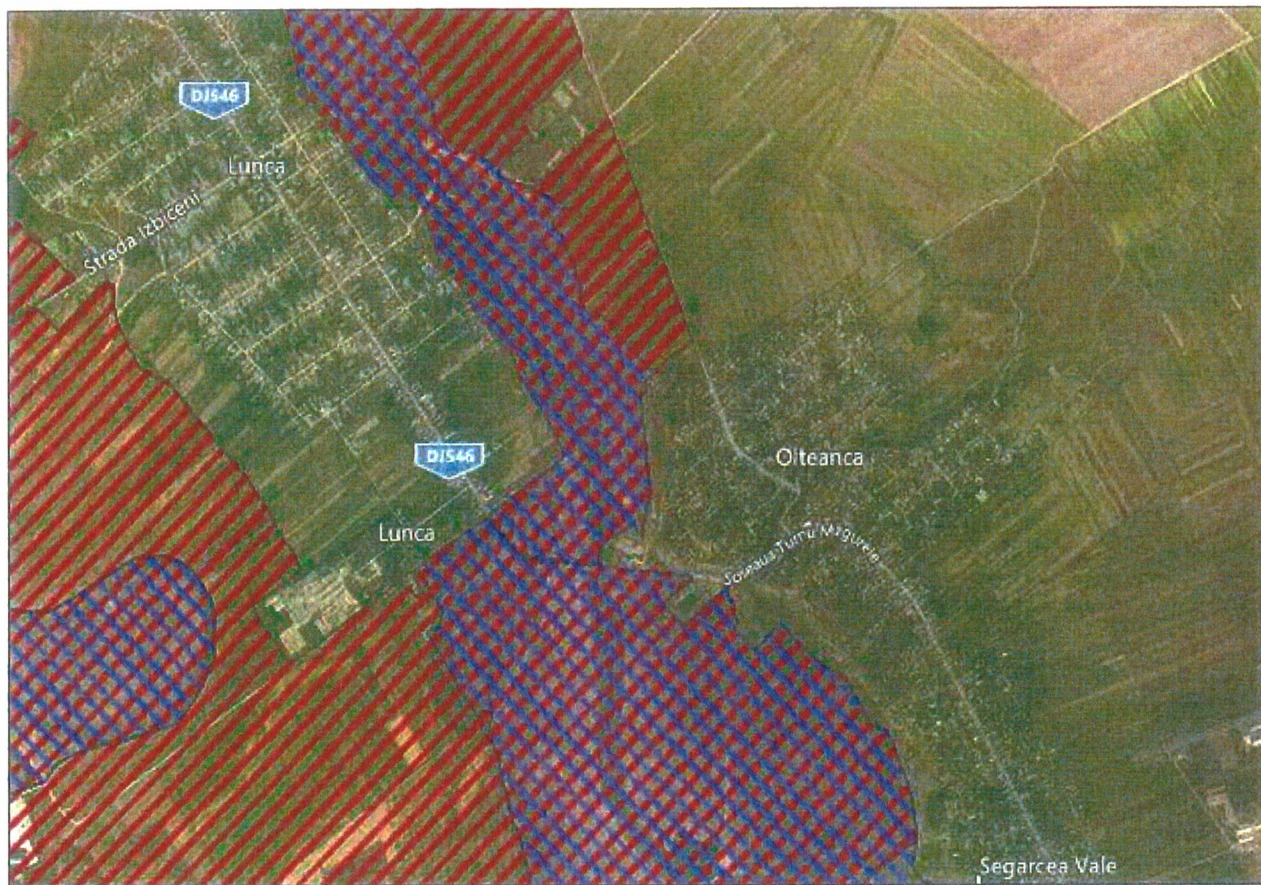 DJ546
Lunca
Strada Izbiceni
DJ546
Olteanca
Lunca
Soseaua Turnu Magurele
Segarcea Vale